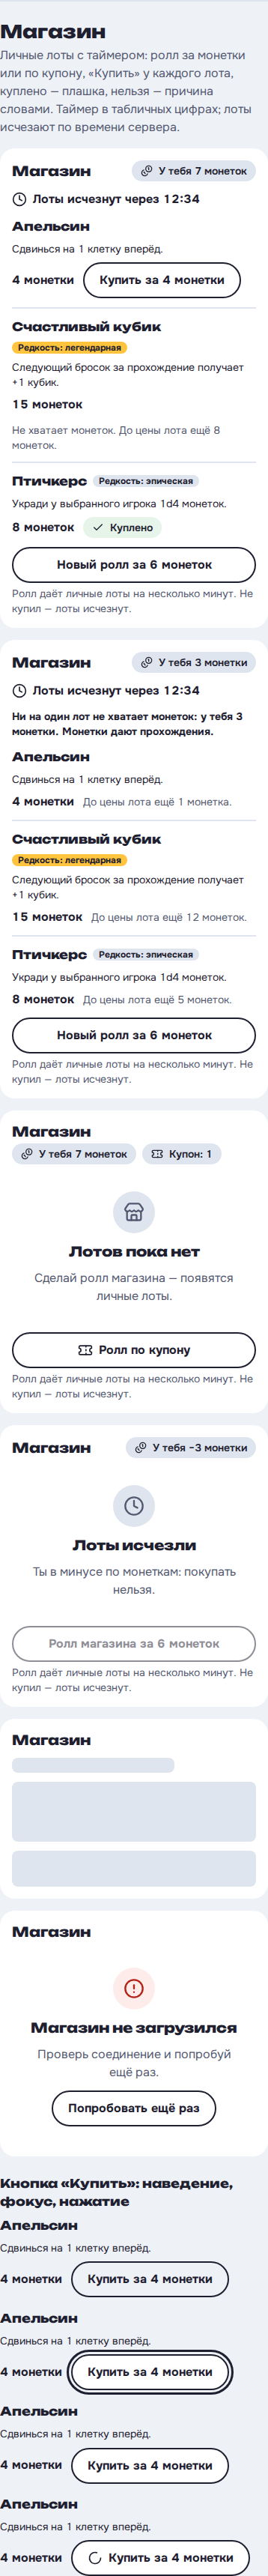 Магазин
Личные лоты с таймером: ролл за монетки
или по купону, «Купить» у каждого лота,
куплено — плашка, нельзя — причина
словами. Таймер в табличных цифрах; лоты
исчезают по времени сервера.
Магазин
У тебя 7 монеток
Лоты исчезнут через 12:34
Апельсин
Сдвинься на 1 клетку вперёд.
4 монетки
Купить за 4 монетки
Счастливый кубик
Редкость: легендарная
Следующий бросок за прохождение получает
+1 кубик.
15 монеток
Не хватает монеток. До цены лота ещё 8
монеток.
Птичкерс
Редкость: эпическая
Укради у выбранного игрока 1d4 монеток.
8 монеток
Куплено
Новый ролл за 6 монеток
Ролл даёт личные лоты на несколько минут. Не
купил — лоты исчезнут.
Магазин
У тебя 3 монетки
Лоты исчезнут через 12:34
Ни на один лот не хватает монеток: у тебя 3
монетки. Монетки дают прохождения.
Апельсин
Сдвинься на 1 клетку вперёд.
4 монетки
До цены лота ещё 1 монетка.
Счастливый кубик
Редкость: легендарная
Следующий бросок за прохождение получает
+1 кубик.
15 монеток
До цены лота ещё 12 монеток.
Птичкерс
Редкость: эпическая
Укради у выбранного игрока 1d4 монеток.
8 монеток
До цены лота ещё 5 монеток.
Новый ролл за 6 монеток
Ролл даёт личные лоты на несколько минут. Не
купил — лоты исчезнут.
Магазин
У тебя 7 монеток
Купон: 1
Лотов пока нет
Сделай ролл магазина — появятся
личные лоты.
Ролл по купону
Ролл даёт личные лоты на несколько минут. Не
купил — лоты исчезнут.
Магазин
У тебя −3 монетки
Лоты исчезли
Ты в минусе по монеткам: покупать
нельзя.
Ролл магазина за 6 монеток
Ролл даёт личные лоты на несколько минут. Не
купил — лоты исчезнут.
Магазин
Магазин
Магазин не загрузился
Проверь соединение и попробуй
ещё раз.
Попробовать ещё раз
Кнопка «Купить»: наведение,
фокус, нажатие
Апельсин
Сдвинься на 1 клетку вперёд.
4 монетки
Купить за 4 монетки
Апельсин
Сдвинься на 1 клетку вперёд.
4 монетки
Купить за 4 монетки
Апельсин
Сдвинься на 1 клетку вперёд.
4 монетки
Купить за 4 монетки
Апельсин
Сдвинься на 1 клетку вперёд.
4 монетки
Купить за 4 монетки